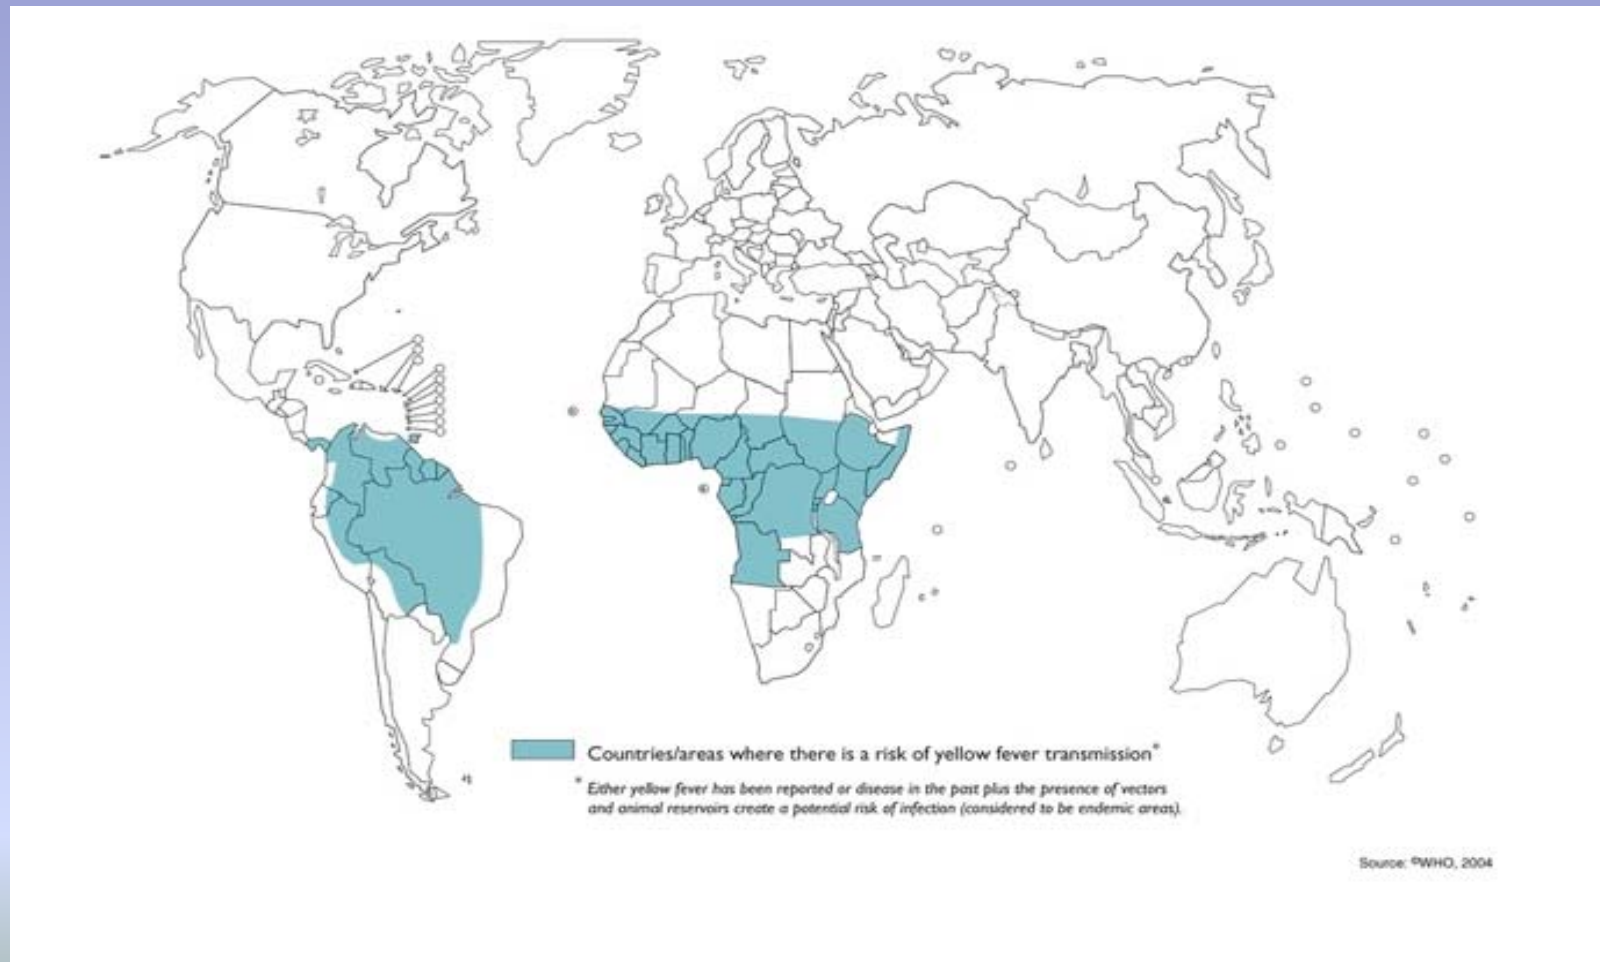 Countries/areas where there is a risk of yellow fever transmission*
* Either yellow fever has been reported or disease in the past plus the presence of vectors
and animal reservoirs create a potential risk of infection (considered to be endemic areas).
Source: ©WHO, 2004